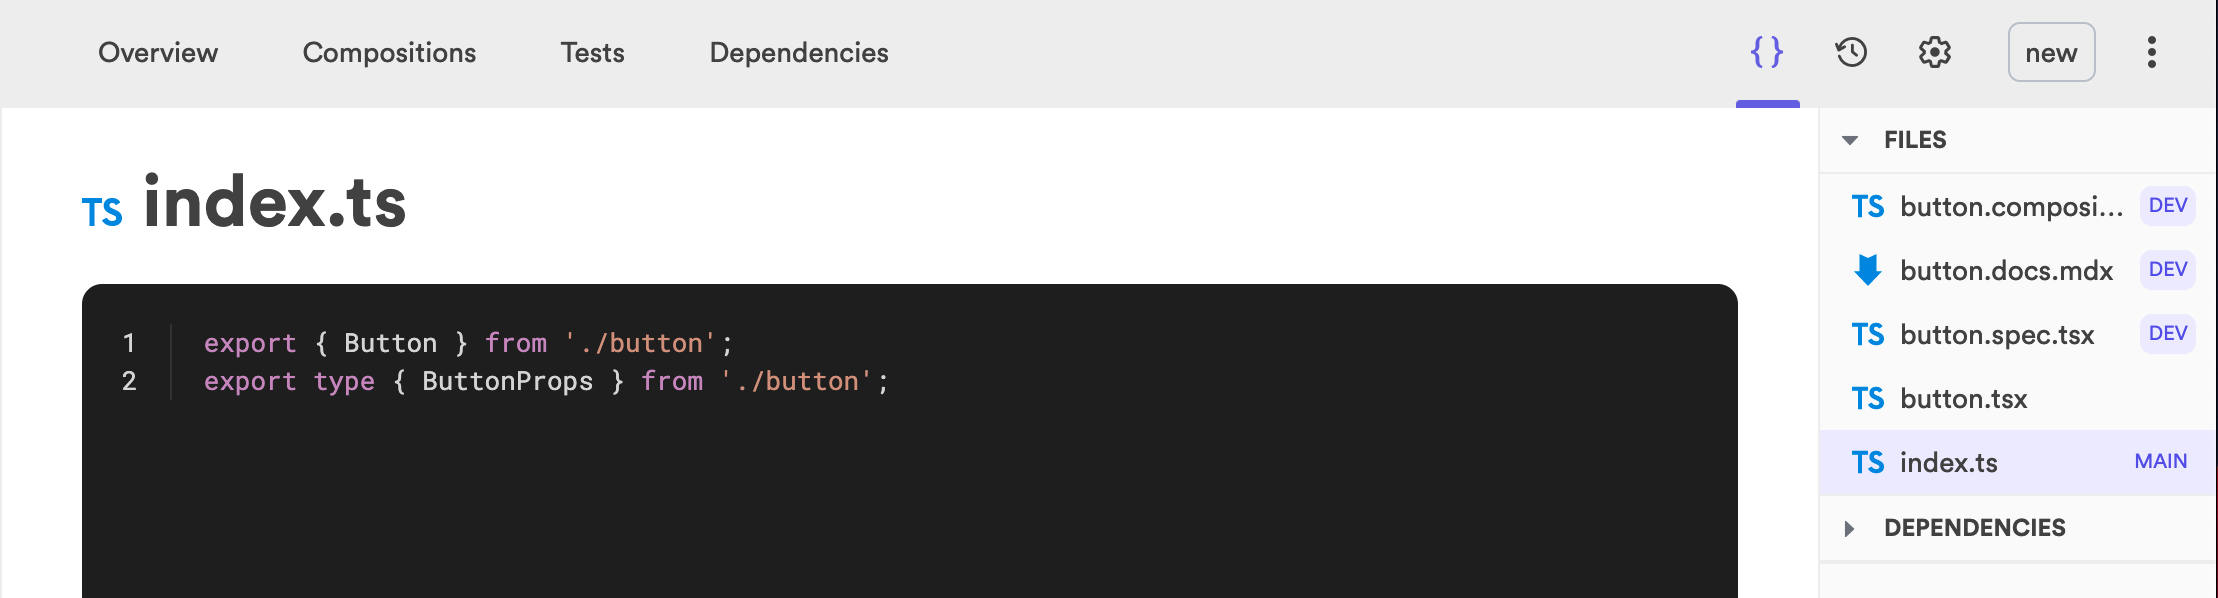 Overview Compositions Tests Dependencies {} new
TS index.ts
1 export { Button } from './button';
2 export type { ButtonProps } from './button';
FILES
TS button.composi... DEV
button.docs.mdx DEV
TS button.spec.tsx DEV
TS button.tsx
TS index.ts MAIN
DEPENDENCIES